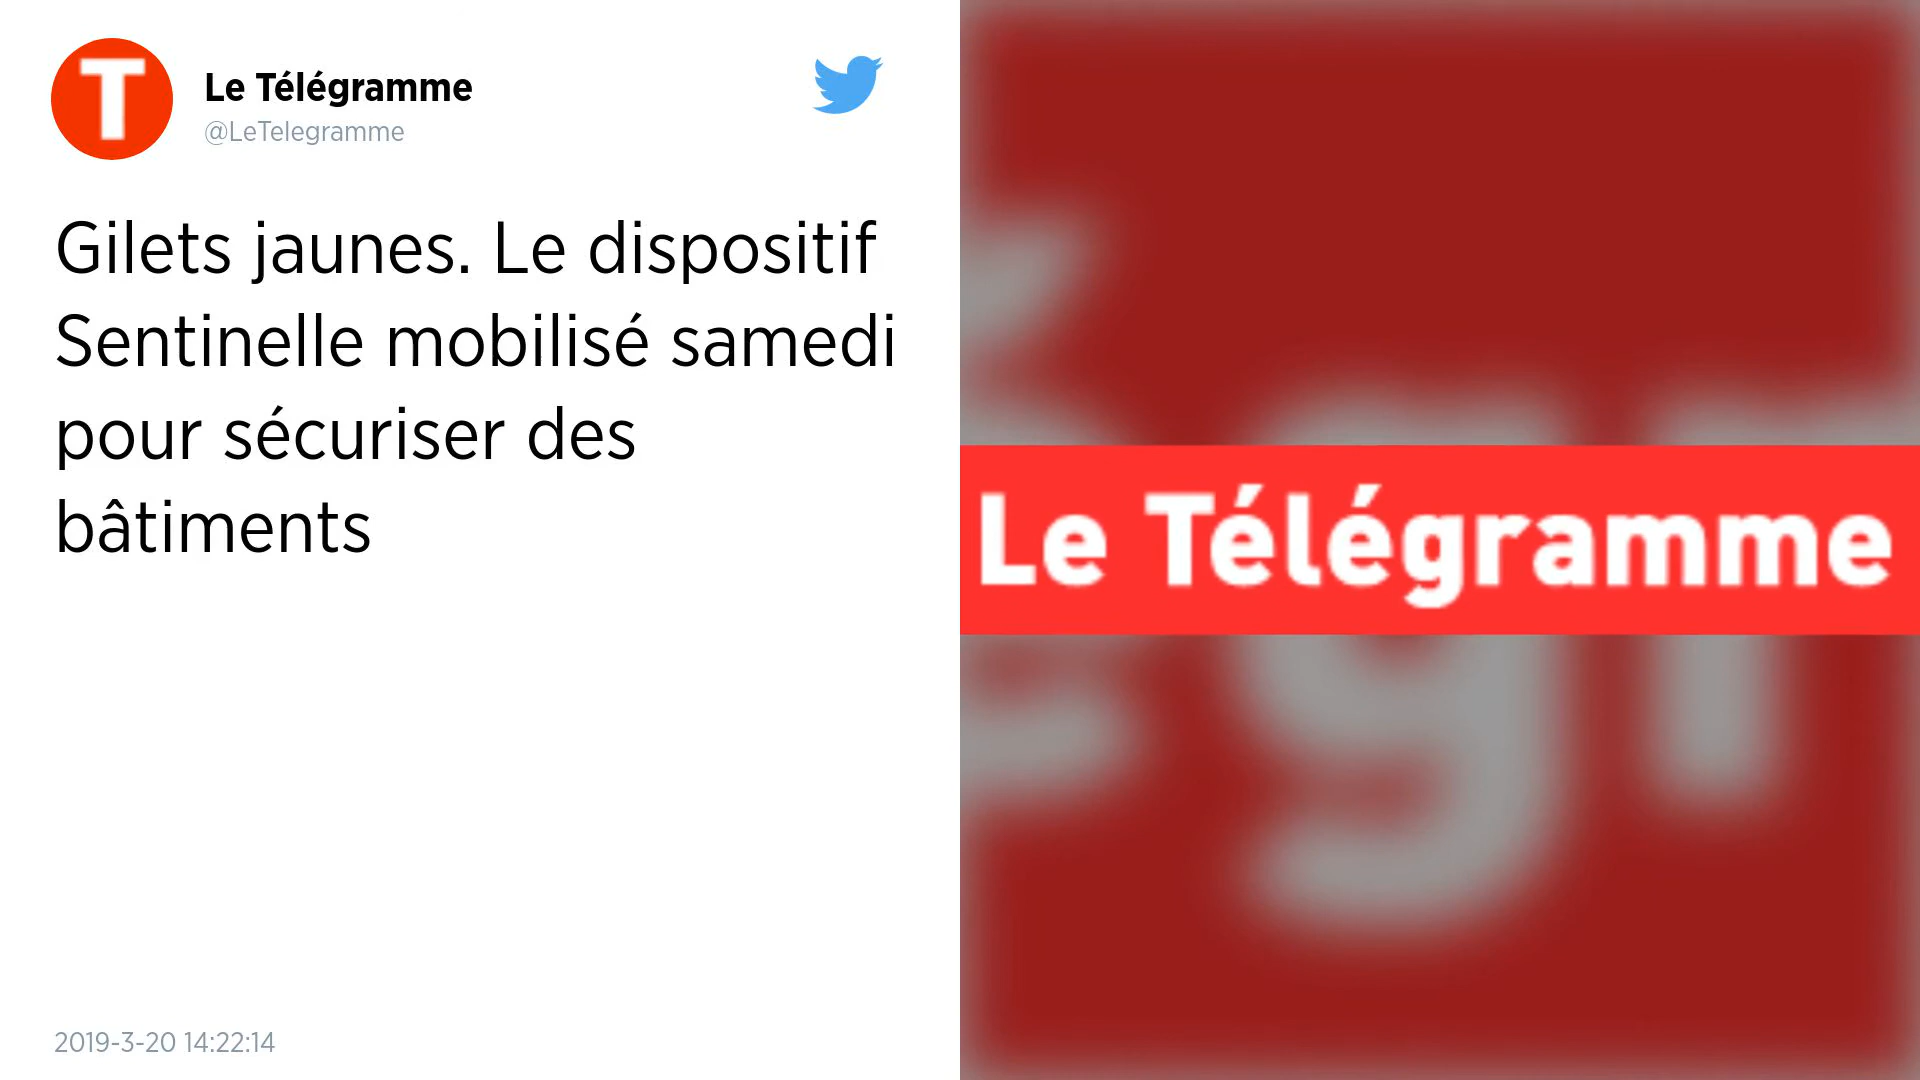 Le Télégramme
@LeTelegramme
Gilets jaunes. Le dispositif
Sentinelle mobilisé samedi
pour sécuriser des
bâtiments
2019-3-20 14:22:14
Le Télégramme